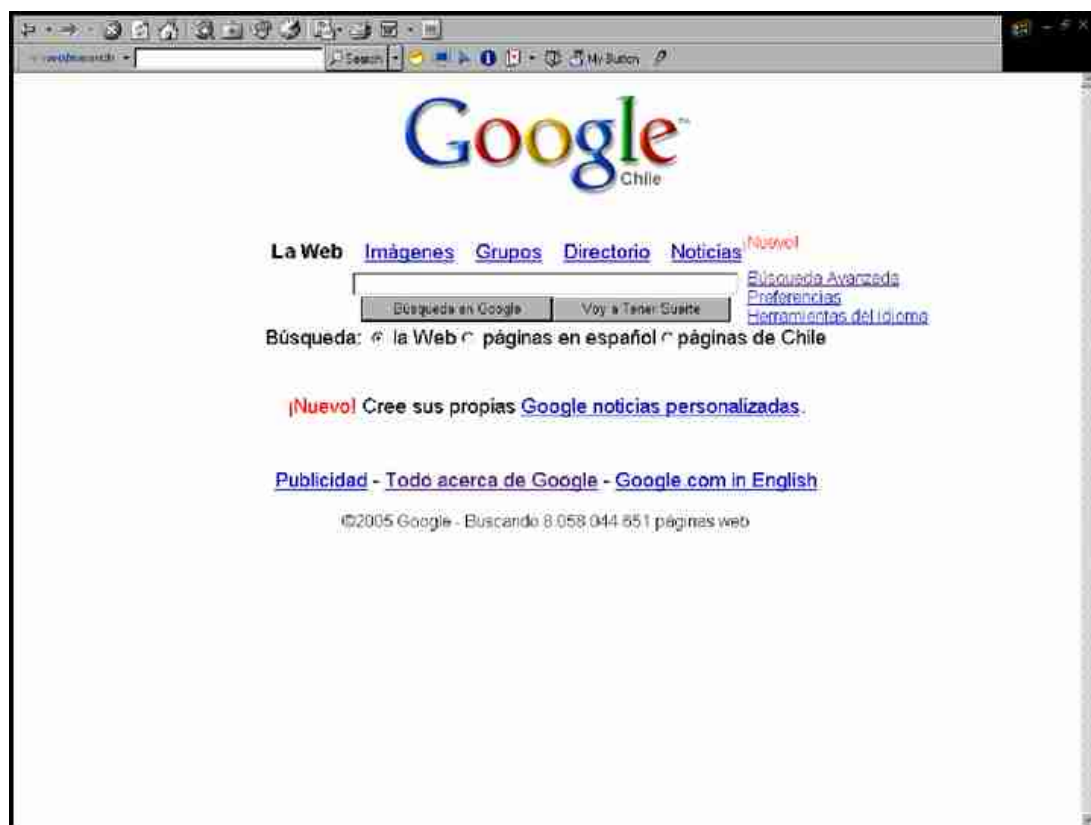 websearch Search My Button
Google™
Chile
La Web Imágenes Grupos Directorio Noticias ¡Nuevo!
Búsqueda Avanzada
Preferencias
Herramientas del idioma
Búsqueda en Google Voy a Tener Suerte
Búsqueda: la Web páginas en español páginas de Chile
¡Nuevo! Cree sus propias Google noticias personalizadas.
Publicidad - Todo acerca de Google - Google.com in English
©2005 Google - Buscando 8.058.044.651 páginas web